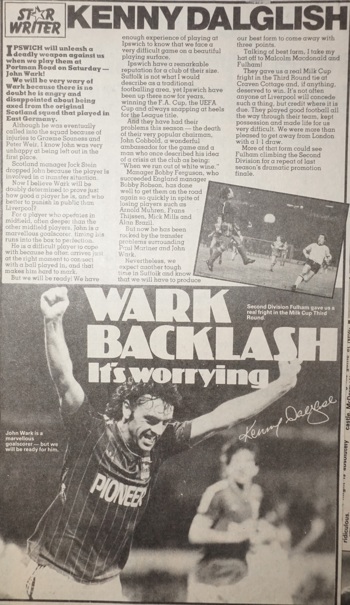 STAR
WRITER
KENNY DALGLISH
IPSWICH will unleash a
deadly weapon against us
when we play them at
Portman Road on Saturday —
John Wark!
We will be very wary of
Wark because there is no
doubt he is angry and
disappointed about being
axed from the original
Scotland squad that played in
East Germany.
Although he was eventually
called into the squad because of
injuries to Graeme Souness and
Peter Weir, I know John was very
unhappy at being left out in the
first place.
Scotland manager Jock Stein
dropped John because the player is
involved in a transfer situation.
Now I believe Wark will be
doubly determined to prove just
how good a player he is, and who
better to parade in public than
Liverpool?
For a player who operates in
midfield, often deeper than the
other midfield players, John is a
marvellous goalscorer, timing his
runs into the box to perfection.
He is a difficult player to cope
with because he often arrives
at the right moment to connect
with a ball played in, and that
makes him hard to mark.
But we will be ready! We have
enough experience of playing at
Ipswich to know that we face a
very difficult game on a beautiful
playing surface.
Ipswich have a remarkable
reputation for a club of their size.
Suffolk is not what I would
describe as a traditional
footballing area, yet Ipswich have
been up there now for years,
winning the F.A. Cup, the UEFA
Cup and always snapping at heels
for the League title.
And they have had their
problems this season — the death
of their very popular chairman,
John Cobbold, a wonderful
ambassador for the game and a
man who once described his idea
of a crisis at the club as being:
"When we run out of white wine."
Manager Bobby Ferguson, who
succeeded England manager
Bobby Robson, has done
well to get them on the road
again so quickly in spite of
losing players such as
Arnold Muhren, Frans
Thijssen, Mick Mills and
Alan Brazil.
But now he has been
rocked by the transfer
problems surrounding
Paul Mariner and John
Wark.
Nevertheless, we
expect another tough
time in Suffolk and know
that we will have to produce
our best form to come away with
three points.
Talking of best form, I take my
hat off to Malcolm Macdonald and
Fulham!
They gave us a real Milk Cup
fright in the Third Round tie at
Craven Cottage and, if anything,
deserved to win. It's not often
anyone at Liverpool will concede
such a thing, but credit where it is
due. They played good football all
the way through their team, kept
possession and made life for us
very difficult. We were more than
pleased to get away from London
with a 1-1 draw.
More of that form could see
Fulham climbing the Second
Division for a repeat of last
season's dramatic promotion
finale.
WARK
BACKLASH
It's worrying
Second Division Fulham gave us a
real fright in the Milk Cup Third
Round.
John Wark is a
marvellous
goalscorer — but we
will be ready for him.
Kenny Dalglish
PIONEER